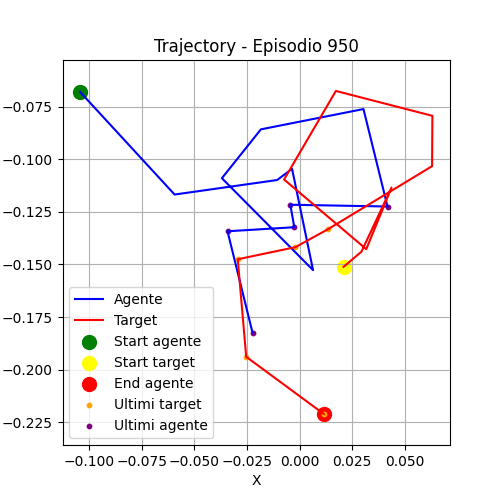 Trajectory - Episodio 950
−0.075
−0.100
−0.125
−0.150
−0.175
−0.200
−0.225
Agente
Target
Start agente
Start target
End agente
Ultimi target
Ultimi agente
−0.100 −0.075 −0.050 −0.025 0.000 0.025 0.050
X